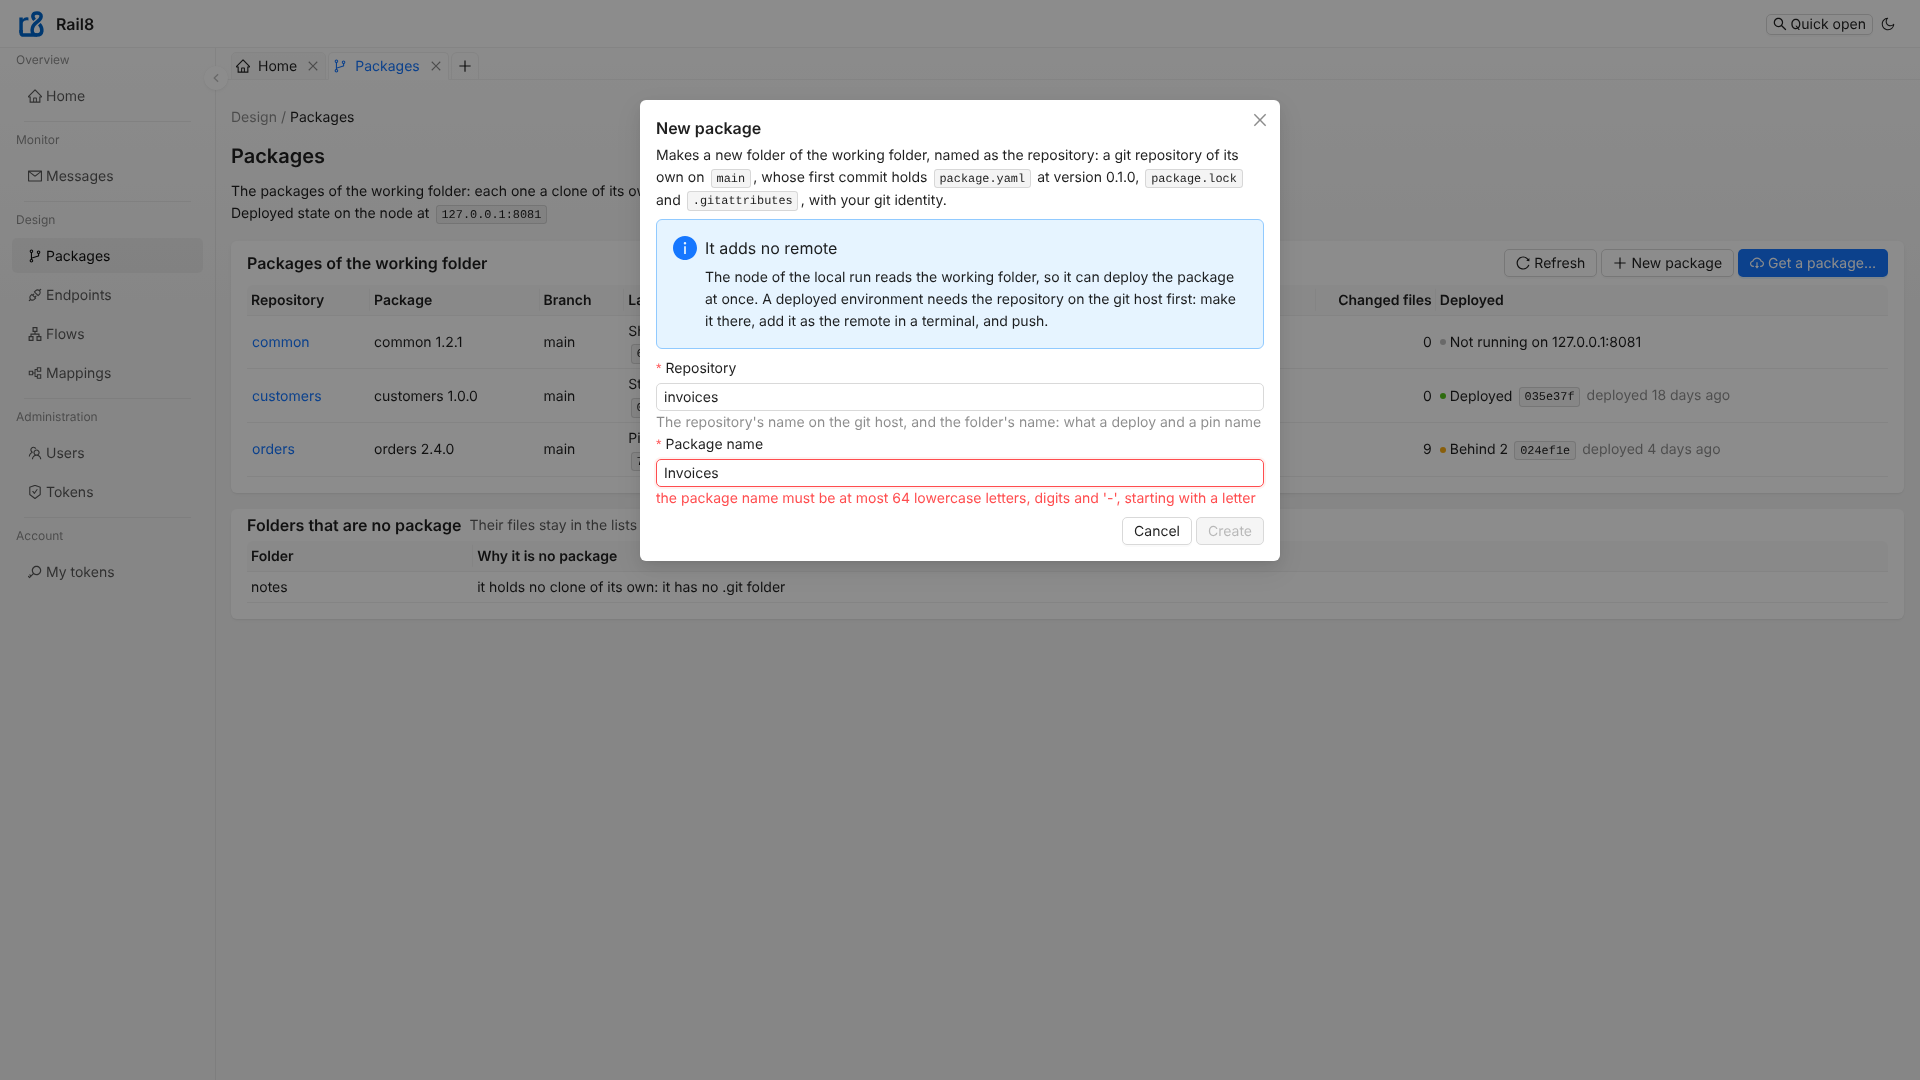 Rail8
Quick open
Overview
Home
Monitor
Messages
Design
Packages
Endpoints
Flows
Mappings
Administration
Users
Tokens
Account
My tokens
Home
Packages
Design / Packages
Packages
The packages of the working folder: each one a clone of its
Deployed state on the node at 127.0.0.1:8081
Packages of the working folder
Refresh
New package
Get a package...
Repository Package Branch Changed files Deployed
common common 1.2.1 main 0 Not running on 127.0.0.1:8081
customers customers 1.0.0 main 0 Deployed 035e37f deployed 18 days ago
orders orders 2.4.0 main 9 Behind 2 024ef1e deployed 4 days ago
Folders that are no package Their files stay in the lists
Folder Why it is no package
notes it holds no clone of its own: it has no .git folder
New package
Makes a new folder of the working folder, named as the repository: a git repository of its
own on main, whose first commit holds package.yaml at version 0.1.0, package.lock
and .gitattributes, with your git identity.
It adds no remote
The node of the local run reads the working folder, so it can deploy the package
at once. A deployed environment needs the repository on the git host first: make
it there, add it as the remote in a terminal, and push.
* Repository
invoices
The repository's name on the git host, and the folder's name: what a deploy and a pin name
* Package name
Invoices
the package name must be at most 64 lowercase letters, digits and '-', starting with a letter
Cancel
Create